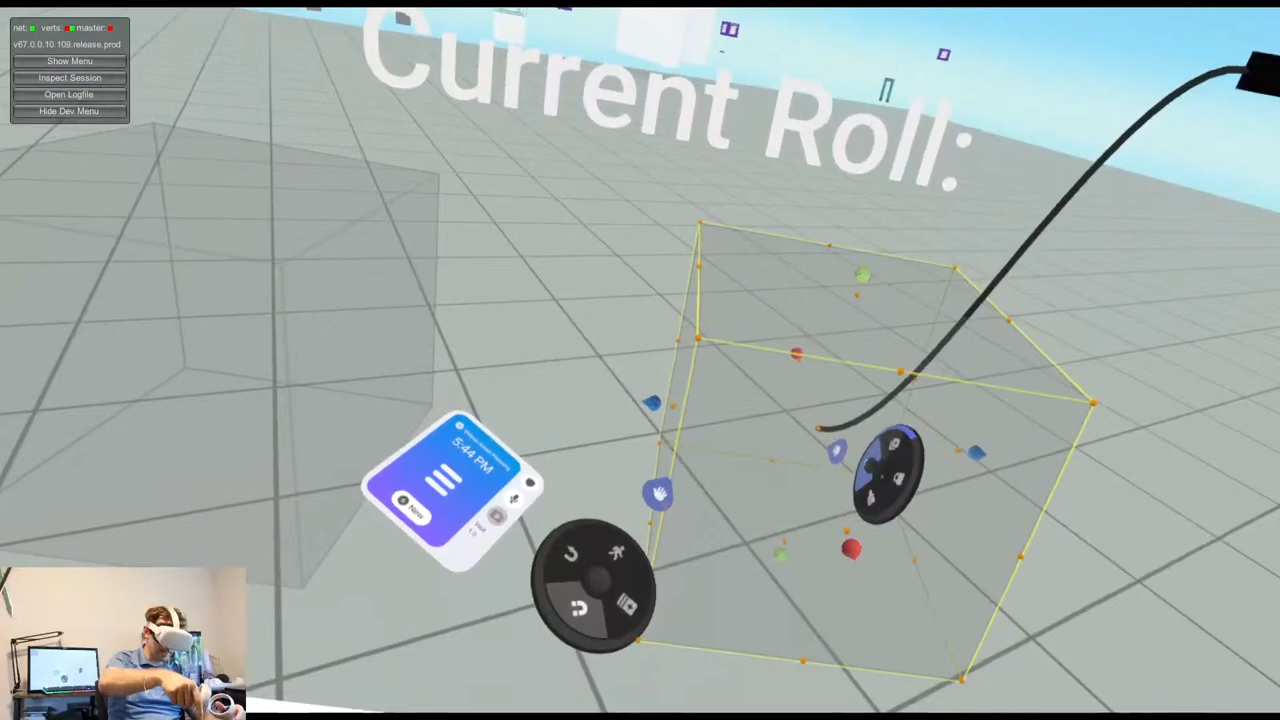 net: verts: master:
v67.0.0.10.109.release.prod
Show Menu
Inspect Session
Open Logfile
Hide Dev Menu
Current Roll:
5:44 PM
New